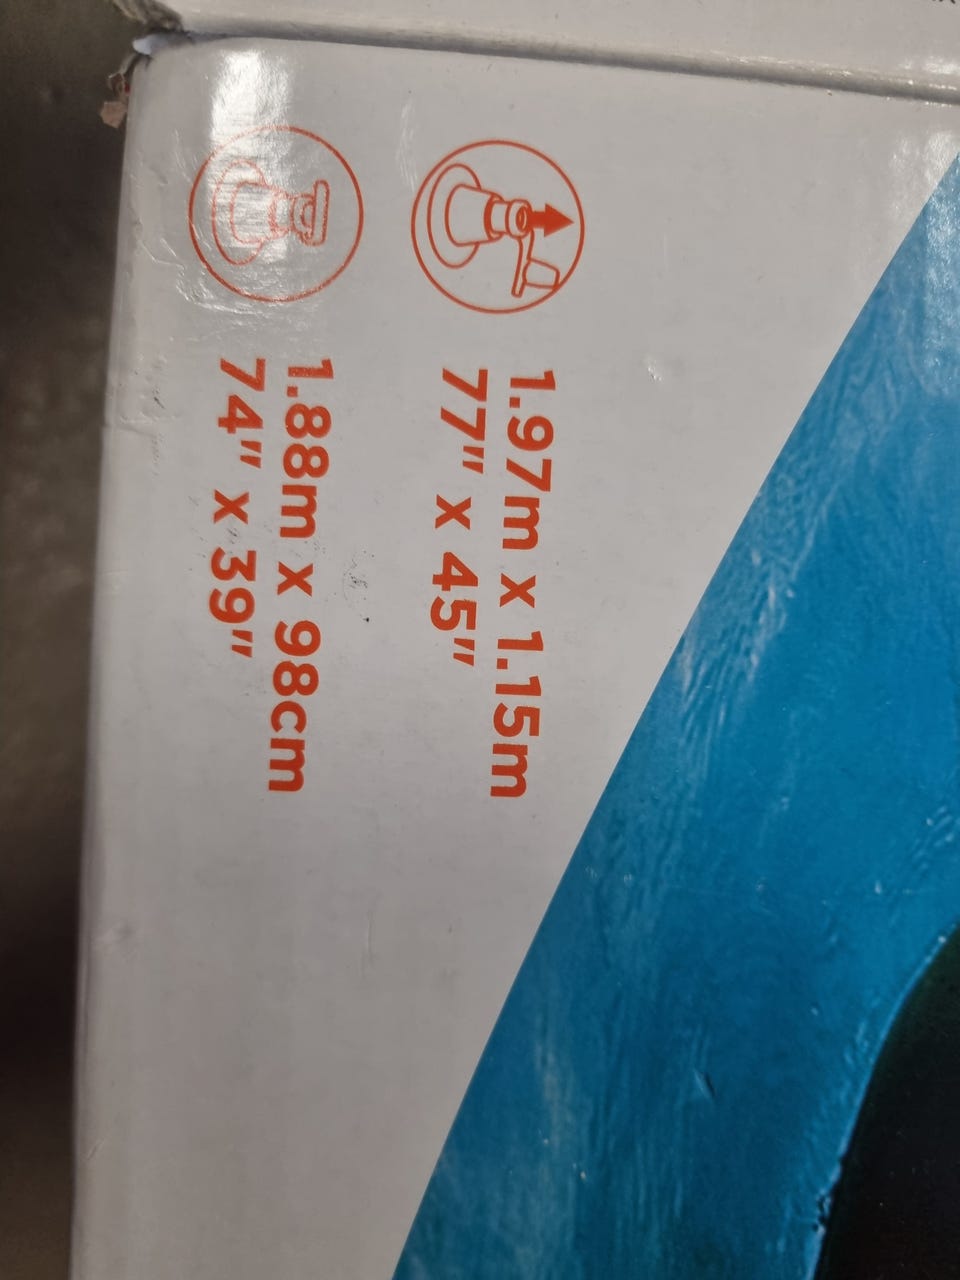 1.97m x 1.15m
77" x 45"
1.88m x 98cm
74" x 39"